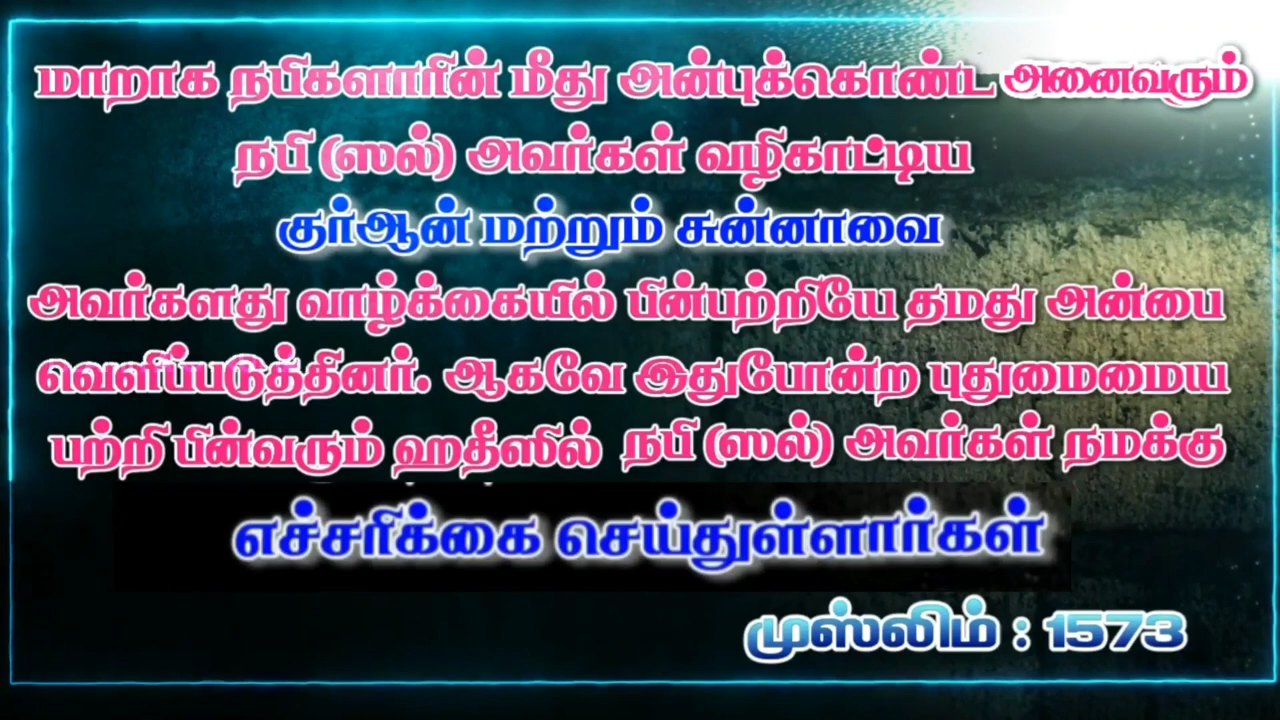 மாறாக நபிகளாரின் மீது அன்புக்கொண்ட அனைவரும்
நபி (ஸல்) அவர்கள் வழிகாட்டிய
குர்ஆன் மற்றும் சுன்னாவை
அவர்களது வாழ்க்கையில் பின்பற்றியே தமது அன்பை
வெளிப்படுத்தினர். ஆகவே இதுபோன்ற புதுமைமைய
பற்றி பின்வரும் ஹதீஸில் நபி (ஸல்) அவர்கள் நமக்கு
எச்சரிக்கை செய்துள்ளார்கள்
முஸ்லிம் : 1573